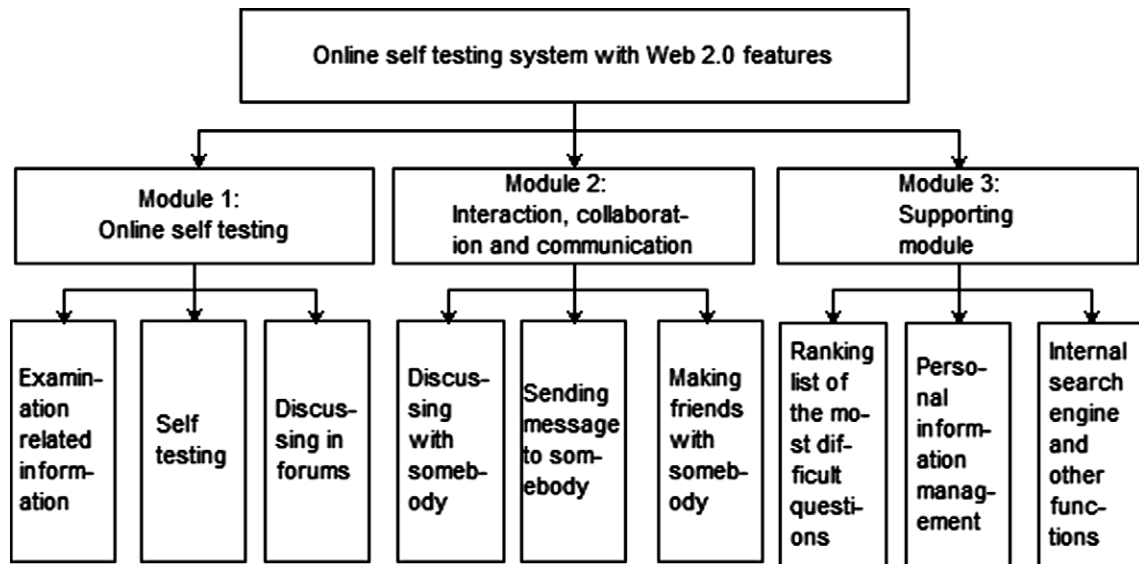 Online self testing system with Web 2.0 features
Module 1:
Online self testing
Module 2:
Interaction, collaborat-
ion and communication
Module 3:
Supporting
module
Examin-
ation
related
inform-
ation
Self
testing
Discus-
sing in
forums
Discus-
sing
with
someb-
ody
Sending
message
to som-
ebody
Making
friends
with
someb-
ody
Ranking
list of
the mo-
st dif-
ficult
questi-
ons
Perso-
nal
inform-
ation
manag-
ement
Internal
search
engine
and
other
func-
tions